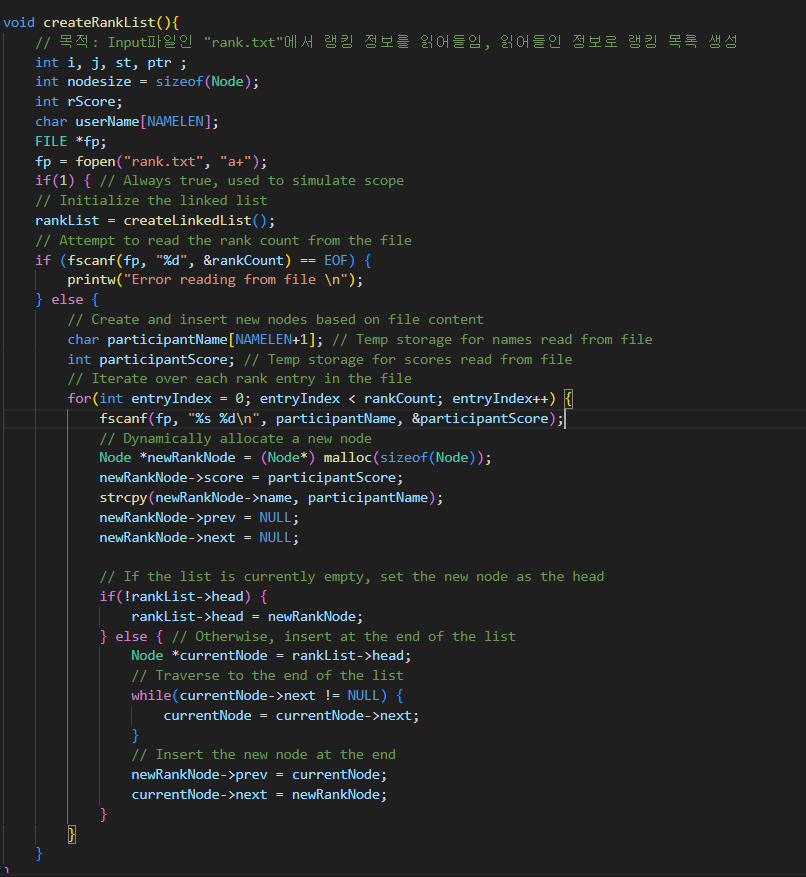 void createRankList(){
    // 목적: Input파일인 "rank.txt"에서 랭킹 정보를 읽어들임, 읽어들인 정보로 랭킹 목록 생성
    int i, j, st, ptr ;
    int nodesize = sizeof(Node);
    int rScore;
    char userName[NAMELEN];
    FILE *fp;
    fp = fopen("rank.txt", "a+");
    if(1) { // Always true, used to simulate scope
    // Initialize the linked list
    rankList = createLinkedList();
    // Attempt to read the rank count from the file
    if (fscanf(fp, "%d", &rankCount) == EOF) {
        printw("Error reading from file \n");
    } else {
        // Create and insert new nodes based on file content
        char participantName[NAMELEN+1]; // Temp storage for names read from file
        int participantScore; // Temp storage for scores read from file
        // Iterate over each rank entry in the file
        for(int entryIndex = 0; entryIndex < rankCount; entryIndex++) {
            fscanf(fp, "%s %d\n", participantName, &participantScore);
            // Dynamically allocate a new node
            Node *newRankNode = (Node*) malloc(sizeof(Node));
            newRankNode->score = participantScore;
            strcpy(newRankNode->name, participantName);
            newRankNode->prev = NULL;
            newRankNode->next = NULL;

            // If the list is currently empty, set the new node as the head
            if(!rankList->head) {
                rankList->head = newRankNode;
            } else { // Otherwise, insert at the end of the list
                Node *currentNode = rankList->head;
                // Traverse to the end of the list
                while(currentNode->next != NULL) {
                    currentNode = currentNode->next;
                }
                // Insert the new node at the end
                newRankNode->prev = currentNode;
                currentNode->next = newRankNode;
            }
        }
    }
}